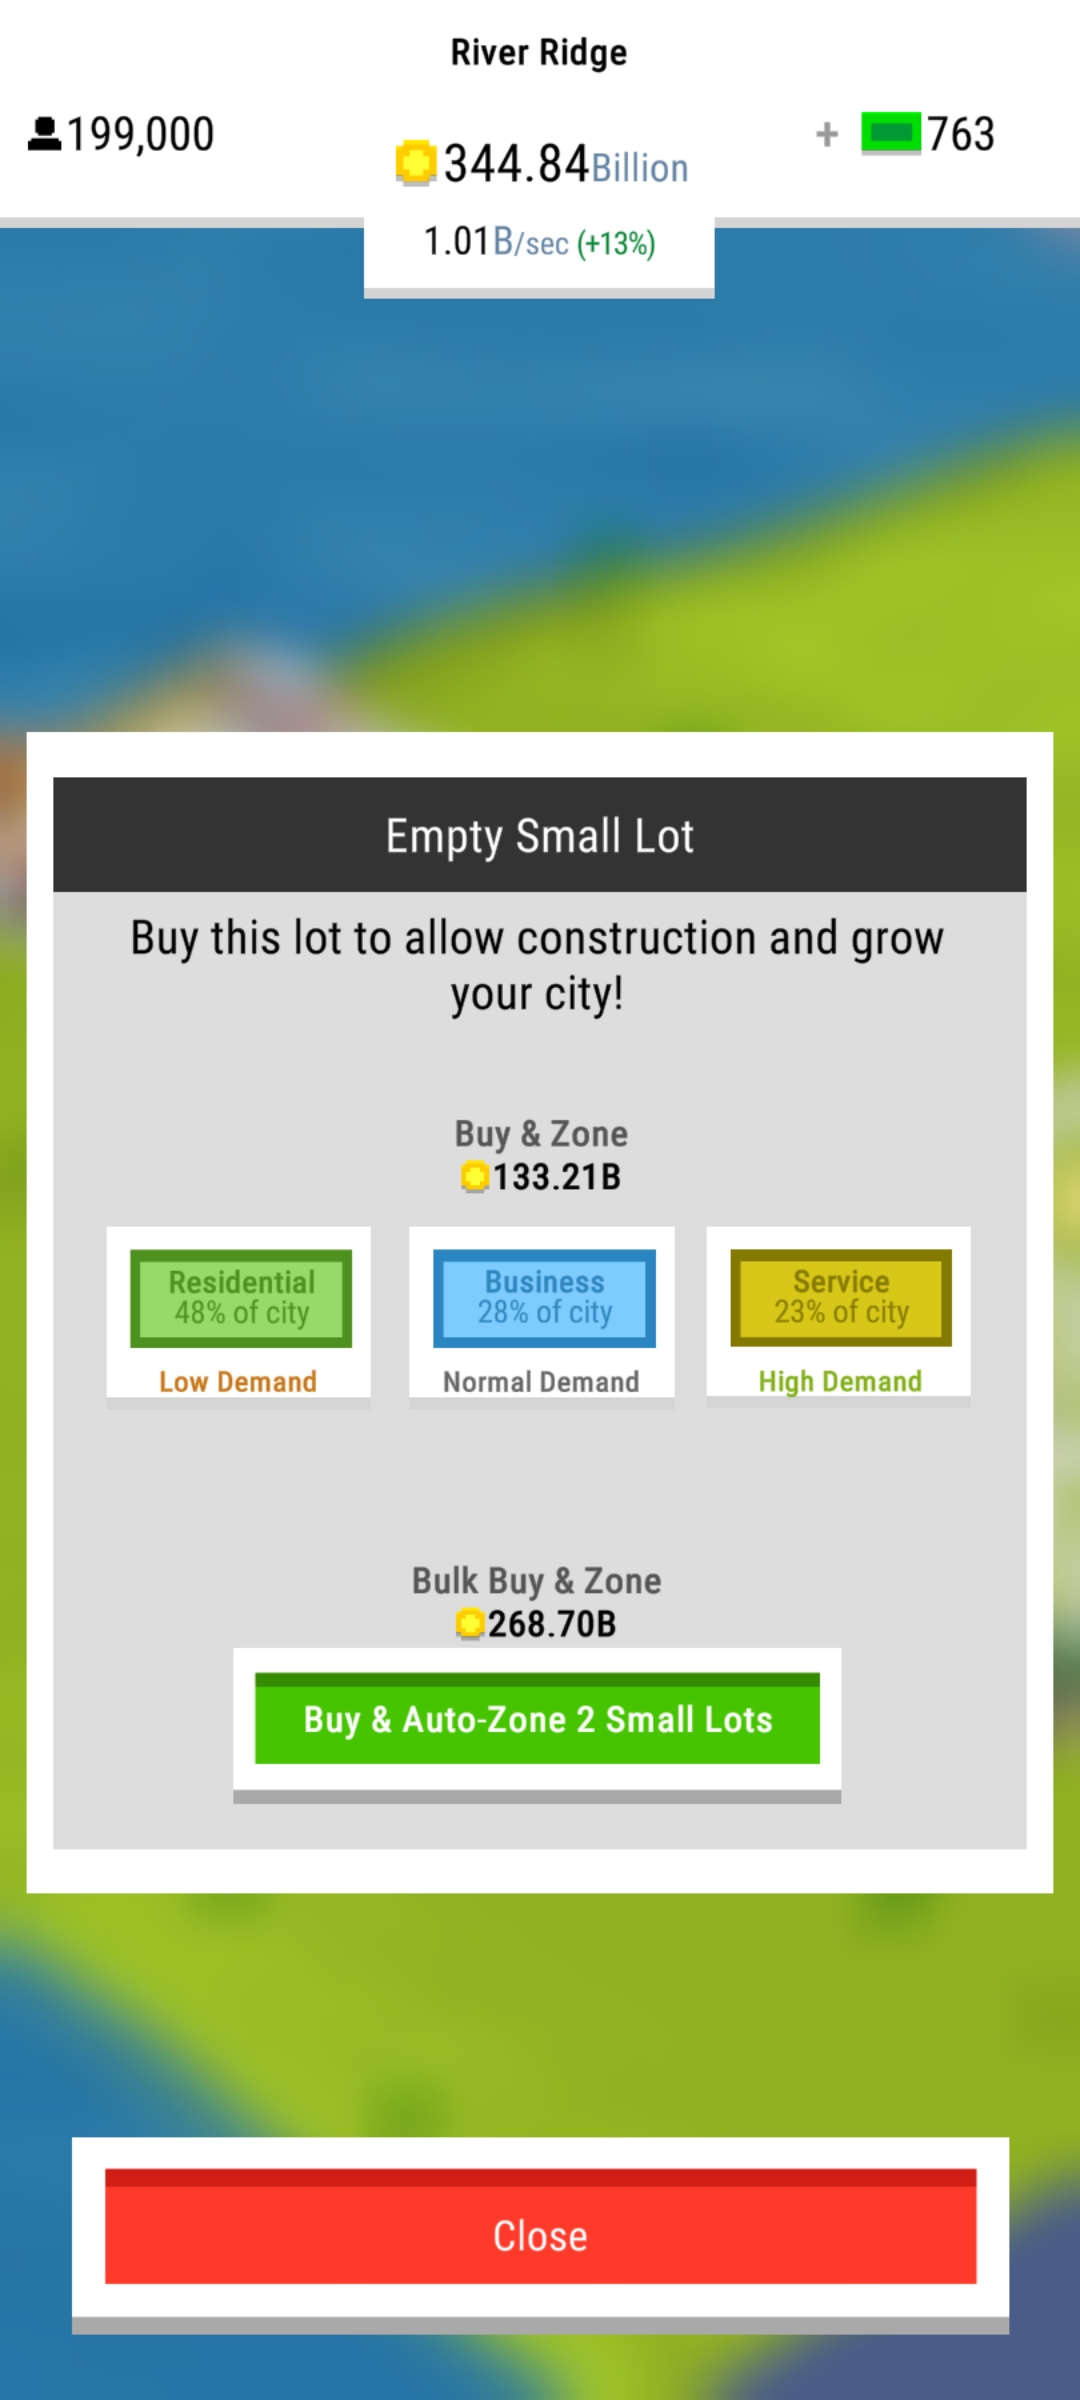 River Ridge
199,000
344.84Billion
+ 763
1.01B/sec (+13%)
Empty Small Lot
Buy this lot to allow construction and grow
your city!
Buy & Zone
133.21B
Residential
48% of city
Low Demand
Business
28% of city
Normal Demand
Service
23% of city
High Demand
Bulk Buy & Zone
268.70B
Buy & Auto-Zone 2 Small Lots
Close